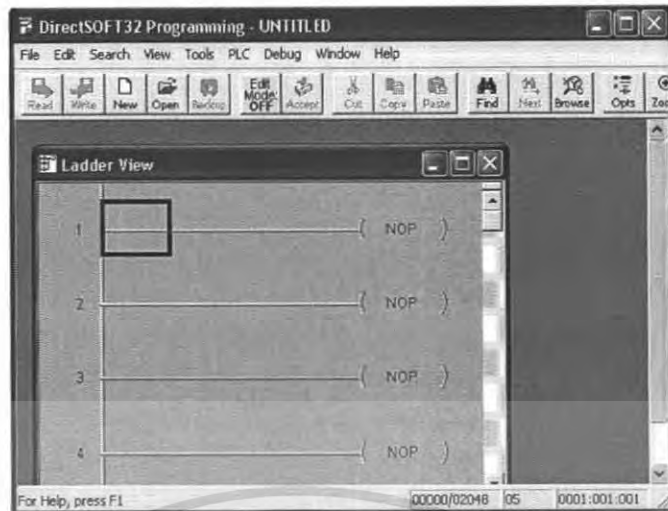 DirectSOFT32 Programming - UNTITLED
File Edit Search View Tools PLC Debug Window Help
Read Write New Open Backup Edit Mode: OFF Accept Cut Copy Paste Find Next Browse Opts Zoo
Ladder View
1 ( NOP )
2 ( NOP )
3 ( NOP )
4 ( NOP )
For Help, press F1 00000/02048 05 0001:001:001